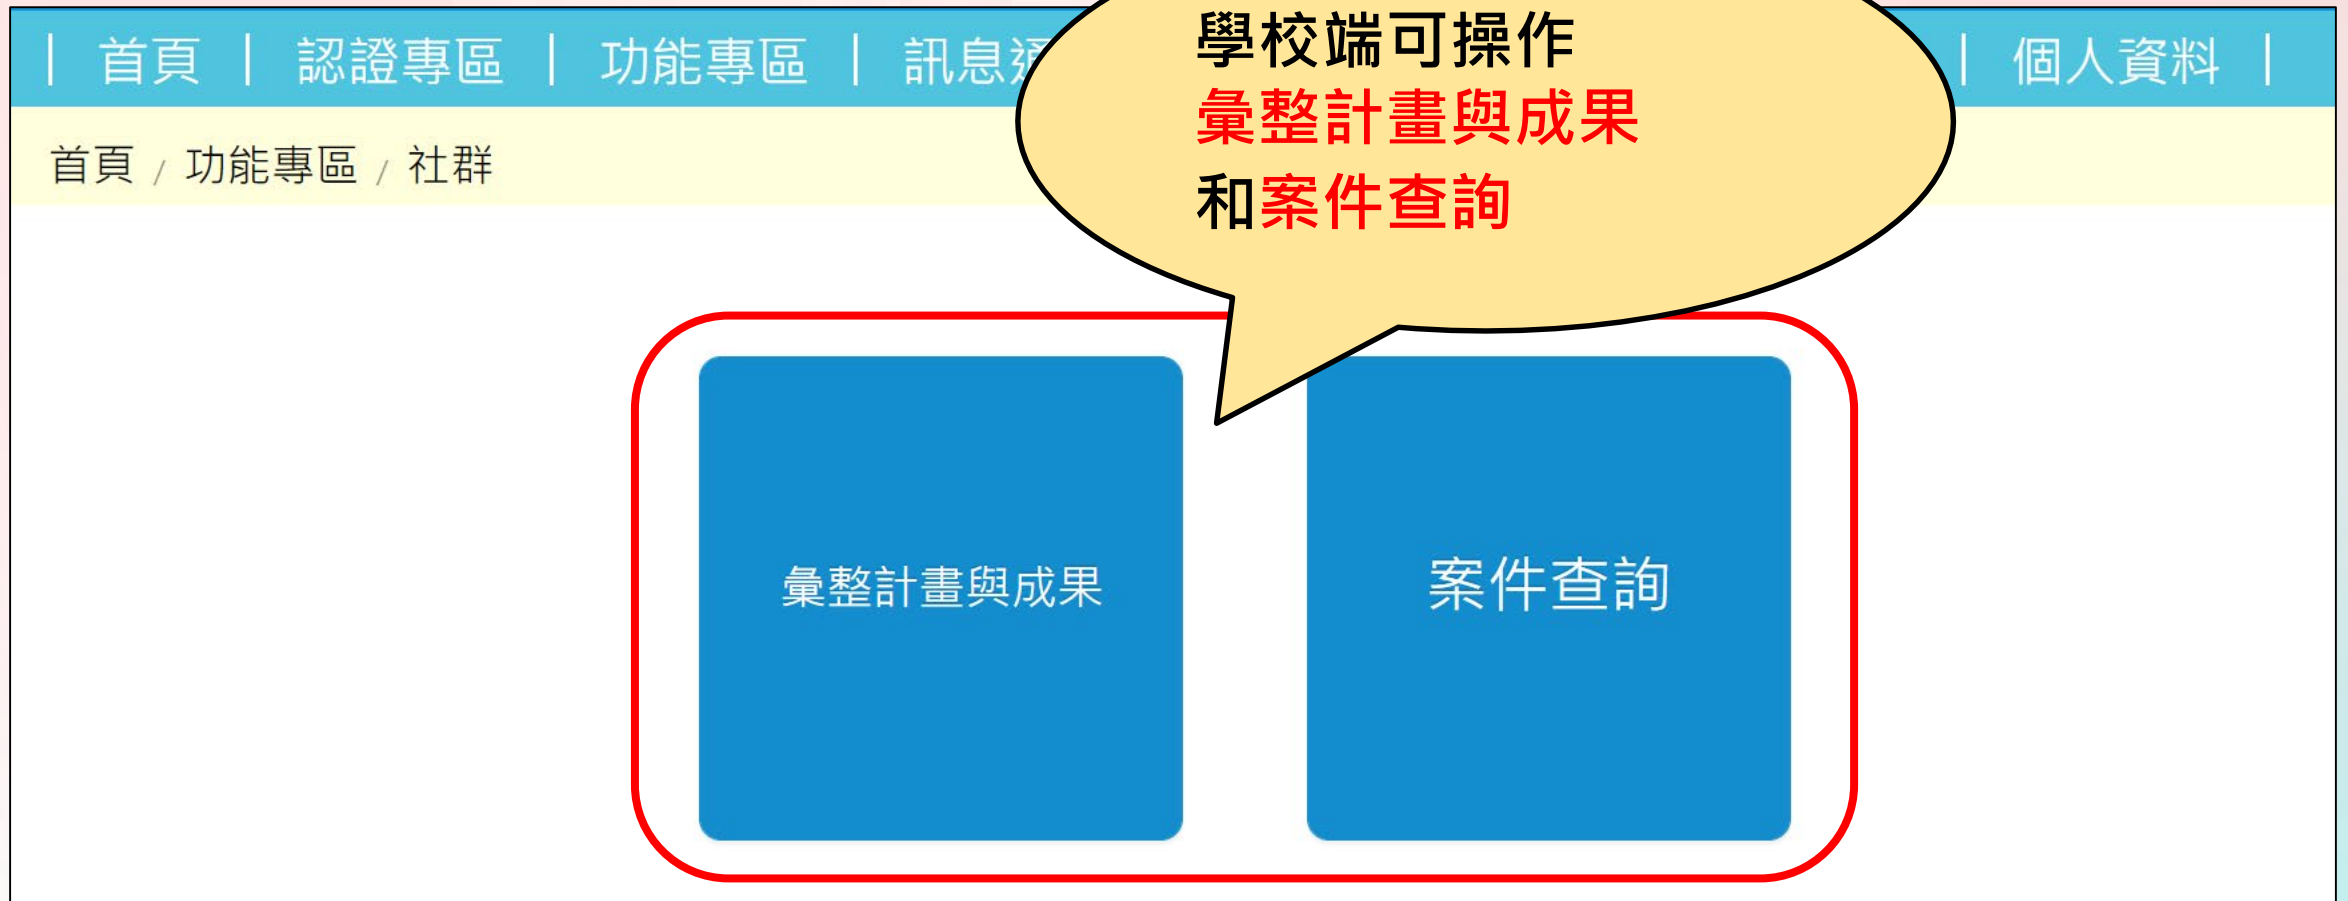 學校端可操作
彙整計畫與成果
和案件查詢
| 首頁 | 認證專區 | 功能專區 | 訊息 | 個人資料 |
首頁 / 功能專區 / 社群
彙整計畫與成果
案件查詢